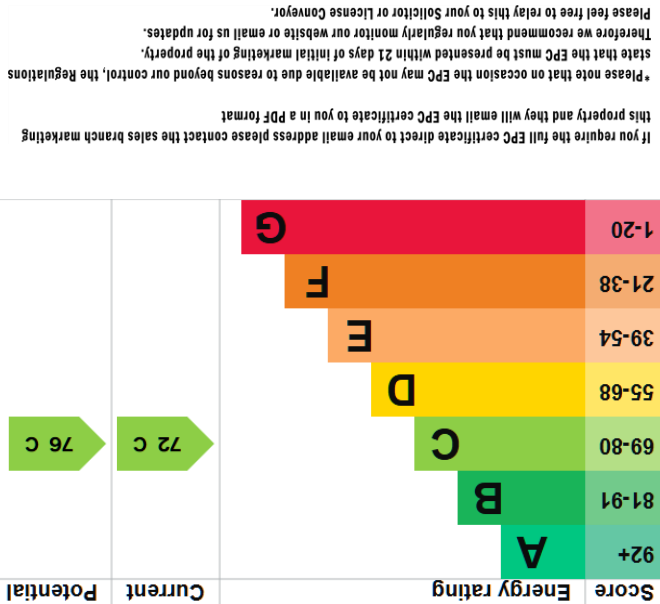 Score Energy rating Current Potential
92+ A
81-91 B
69-80 C 72 C 76 C
55-68 D
39-54 E
21-38 F
1-20 G
If you require the full EPC certificate direct to your email address please contact the sales branch marketing
this property and they will email the EPC certificate to you in a PDF format
*Please note that on occasion the EPC may not be available due to reasons beyond our control, the Regulations
state that the EPC must be presented within 21 days of initial marketing of the property.
Therefore we recommend that you regularly monitor our website or email us for updates.
Please feel free to relay this to your Solicitor or License Conveyor.